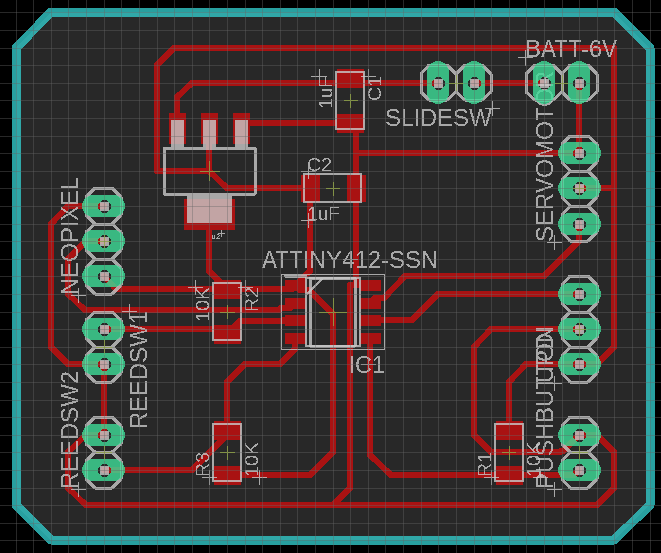 BATT-6V
1uF
C1
SLIDESW
SERVOMOTOR
C2
1uF
u2
NEOPIXEL
ATTINY412-SSN
10K
R2
REEDSW1
IC1
REEDSW2
R3
10K
R1
10K
PUSHBUTTON